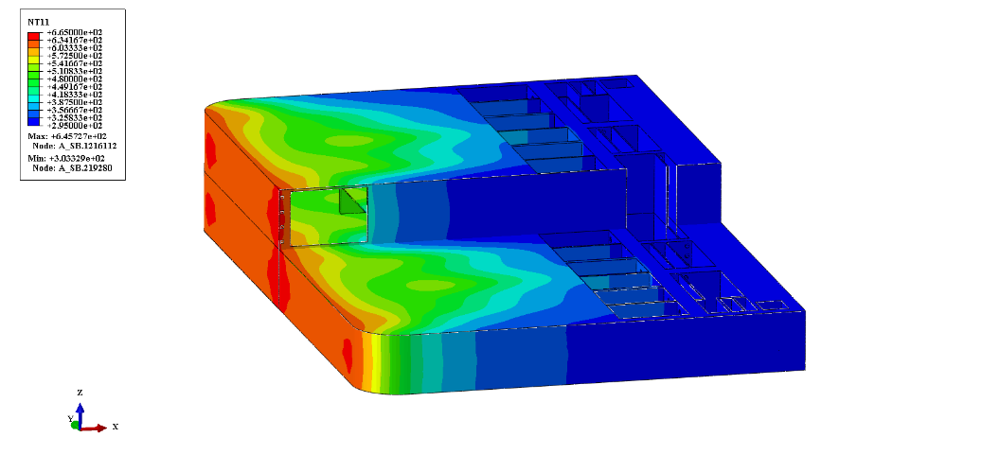 NT11
+6.65000e+02
+6.34167e+02
+6.03333e+02
+5.72500e+02
+5.41667e+02
+5.10833e+02
+4.80000e+02
+4.49167e+02
+4.18333e+02
+3.87500e+02
+3.56667e+02
+3.25833e+02
+2.95000e+02
Max: +6.45727e+02
Node: A_SB.1216112
Min: +3.03329e+02
Node: A_SB.219280
Z
Y
X